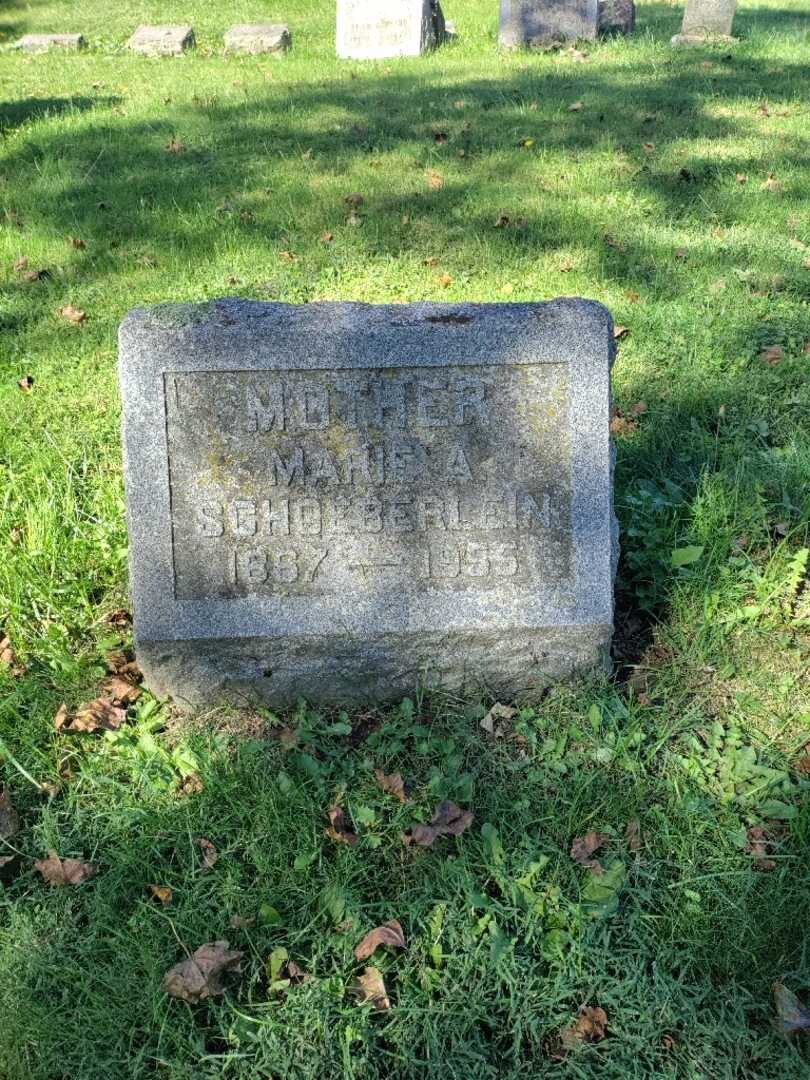 MOTHER
MARIE A.
SCHOEBERLEIN
1867 — 1955